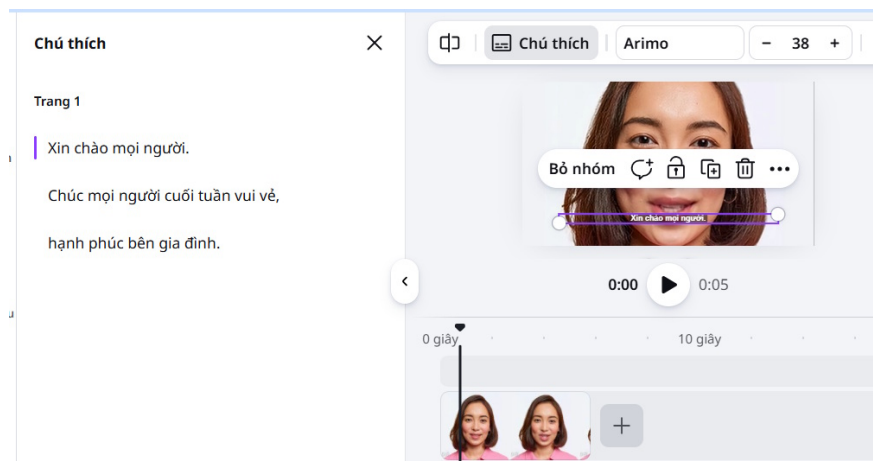 Chú thích
Trang 1
Xin chào mọi người.
Chúc mọi người cuối tuần vui vẻ,
hạnh phúc bên gia đình.
Chú thích
Arimo
− 38 +
Bỏ nhóm
Xin chào mọi người.
0:00
0:05
0 giây
10 giây